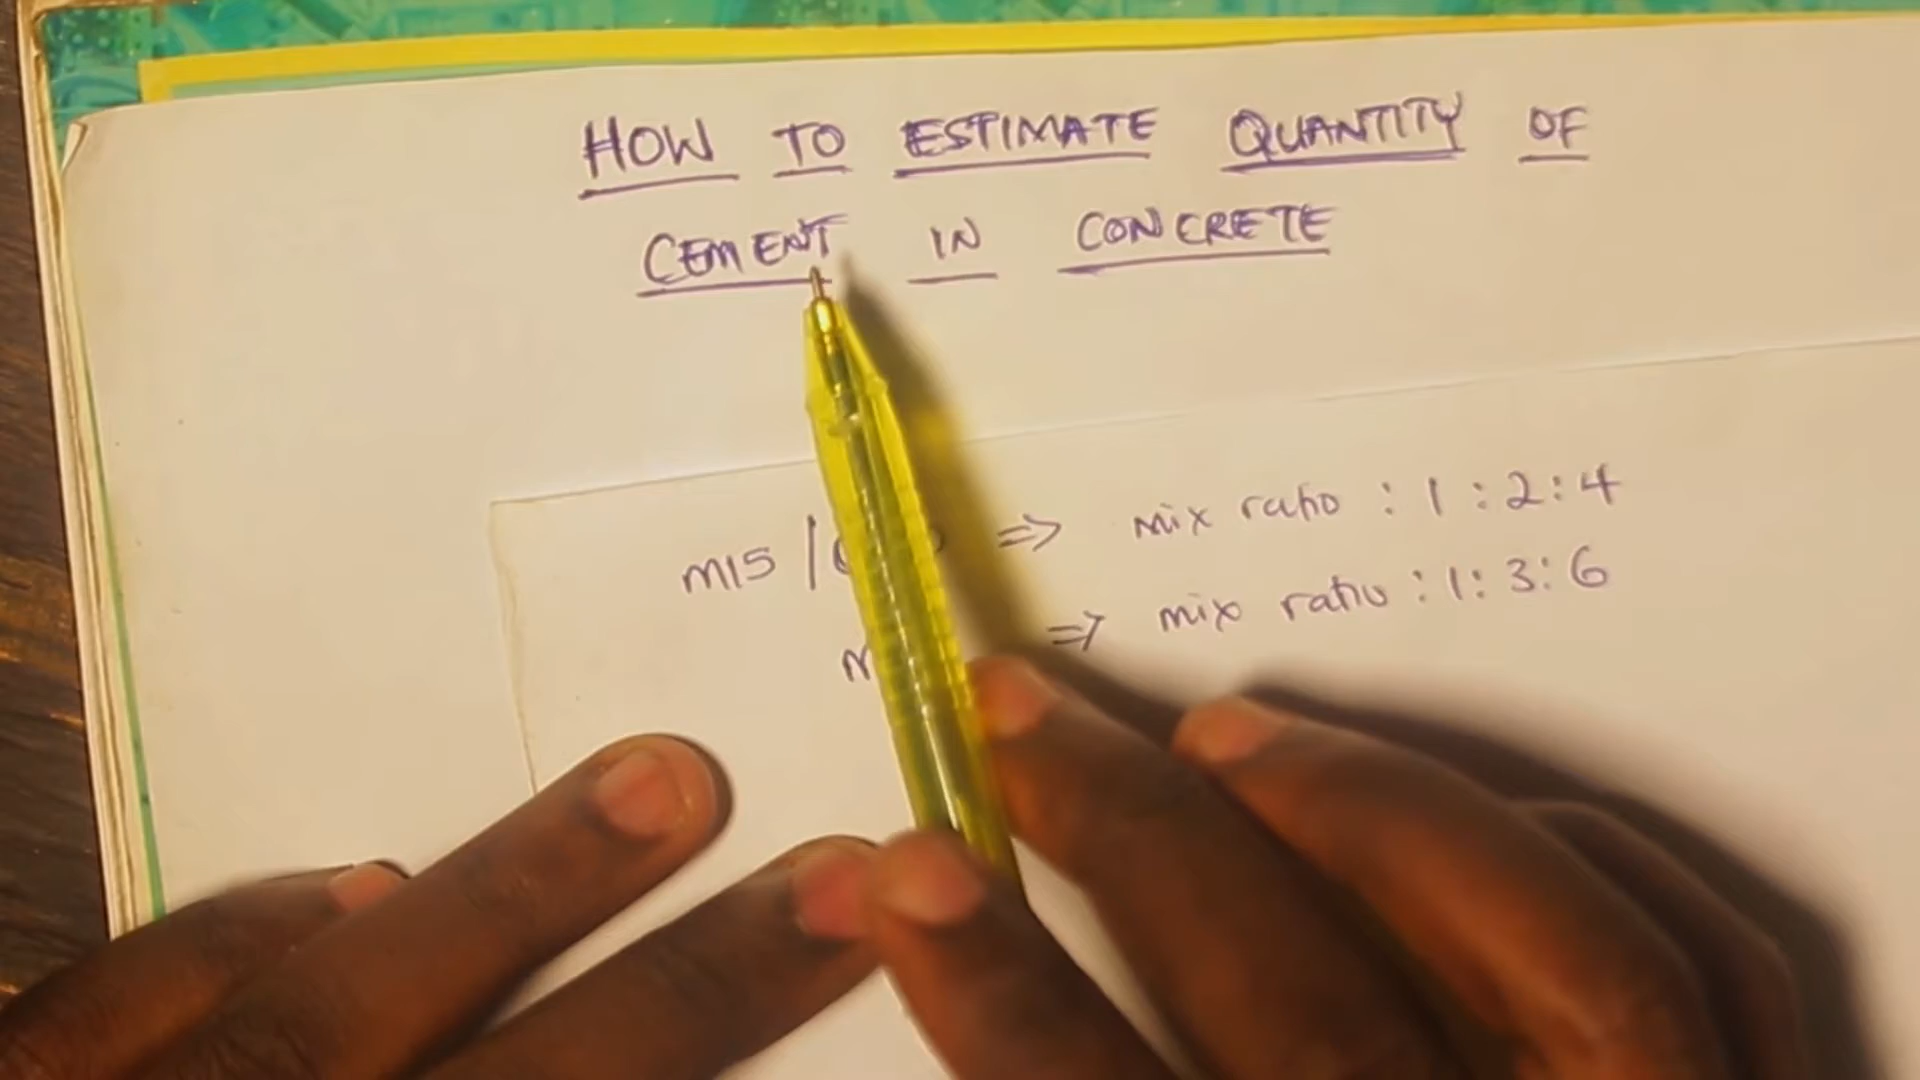 HOW TO ESTIMATE QUANTITY OF
CEMENT IN CONCRETE
M15 / => mix ratio : 1 : 2 : 4
=> mix ratio : 1 : 3 : 6